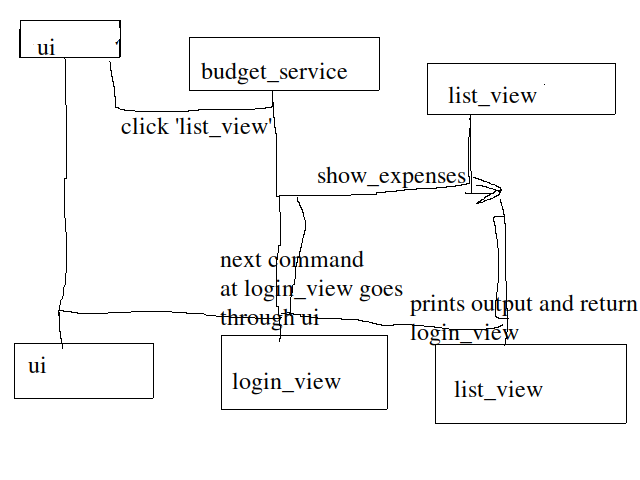 ui
budget_service
list_view
click 'list_view'
show_expenses
next command
at login_view goes
through ui
prints output and return
login_view
ui
login_view
list_view